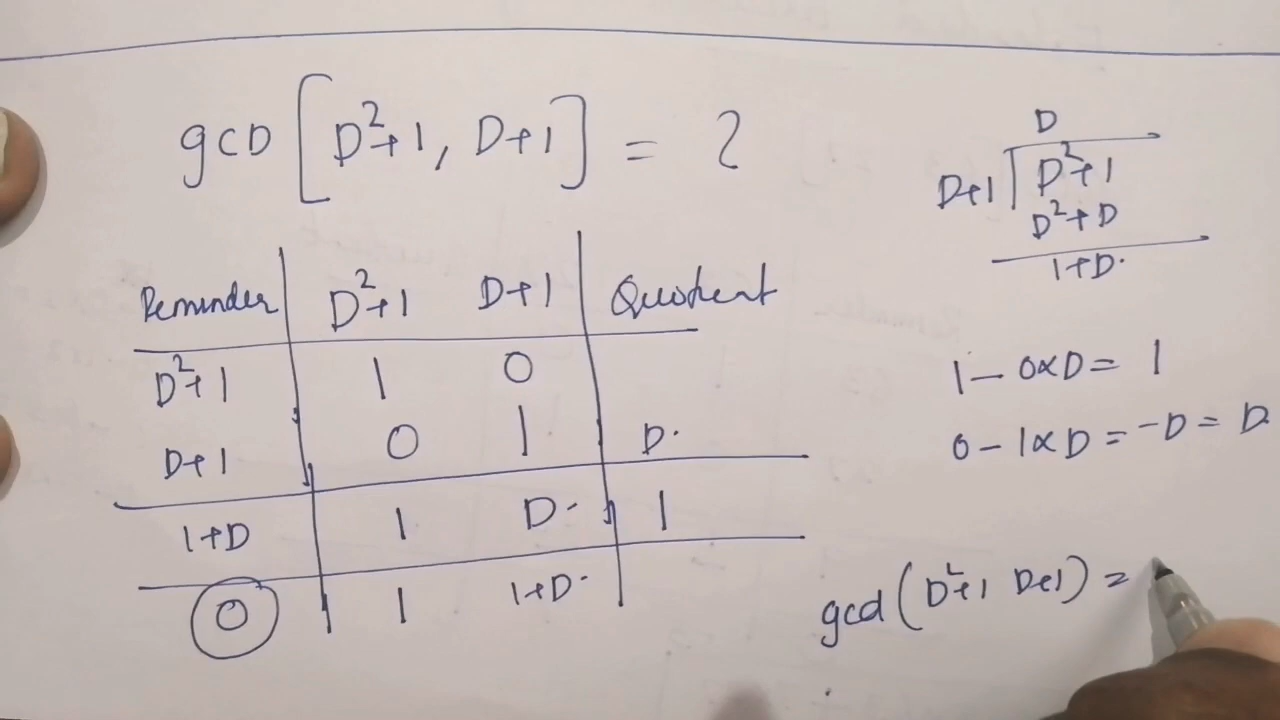 gcD [D²+1, D+1] = ?
Reminder D²+1 D+1 Quotient
D²+1 1 0
D+1 0 1 D.
1+D 1 D. 1
0 1 1+D.
D
D+1 D²+1
D²+D
1+D.
1 - 0×D = 1
0 - 1×D = -D = D
gcd (D²+1 D+1) =